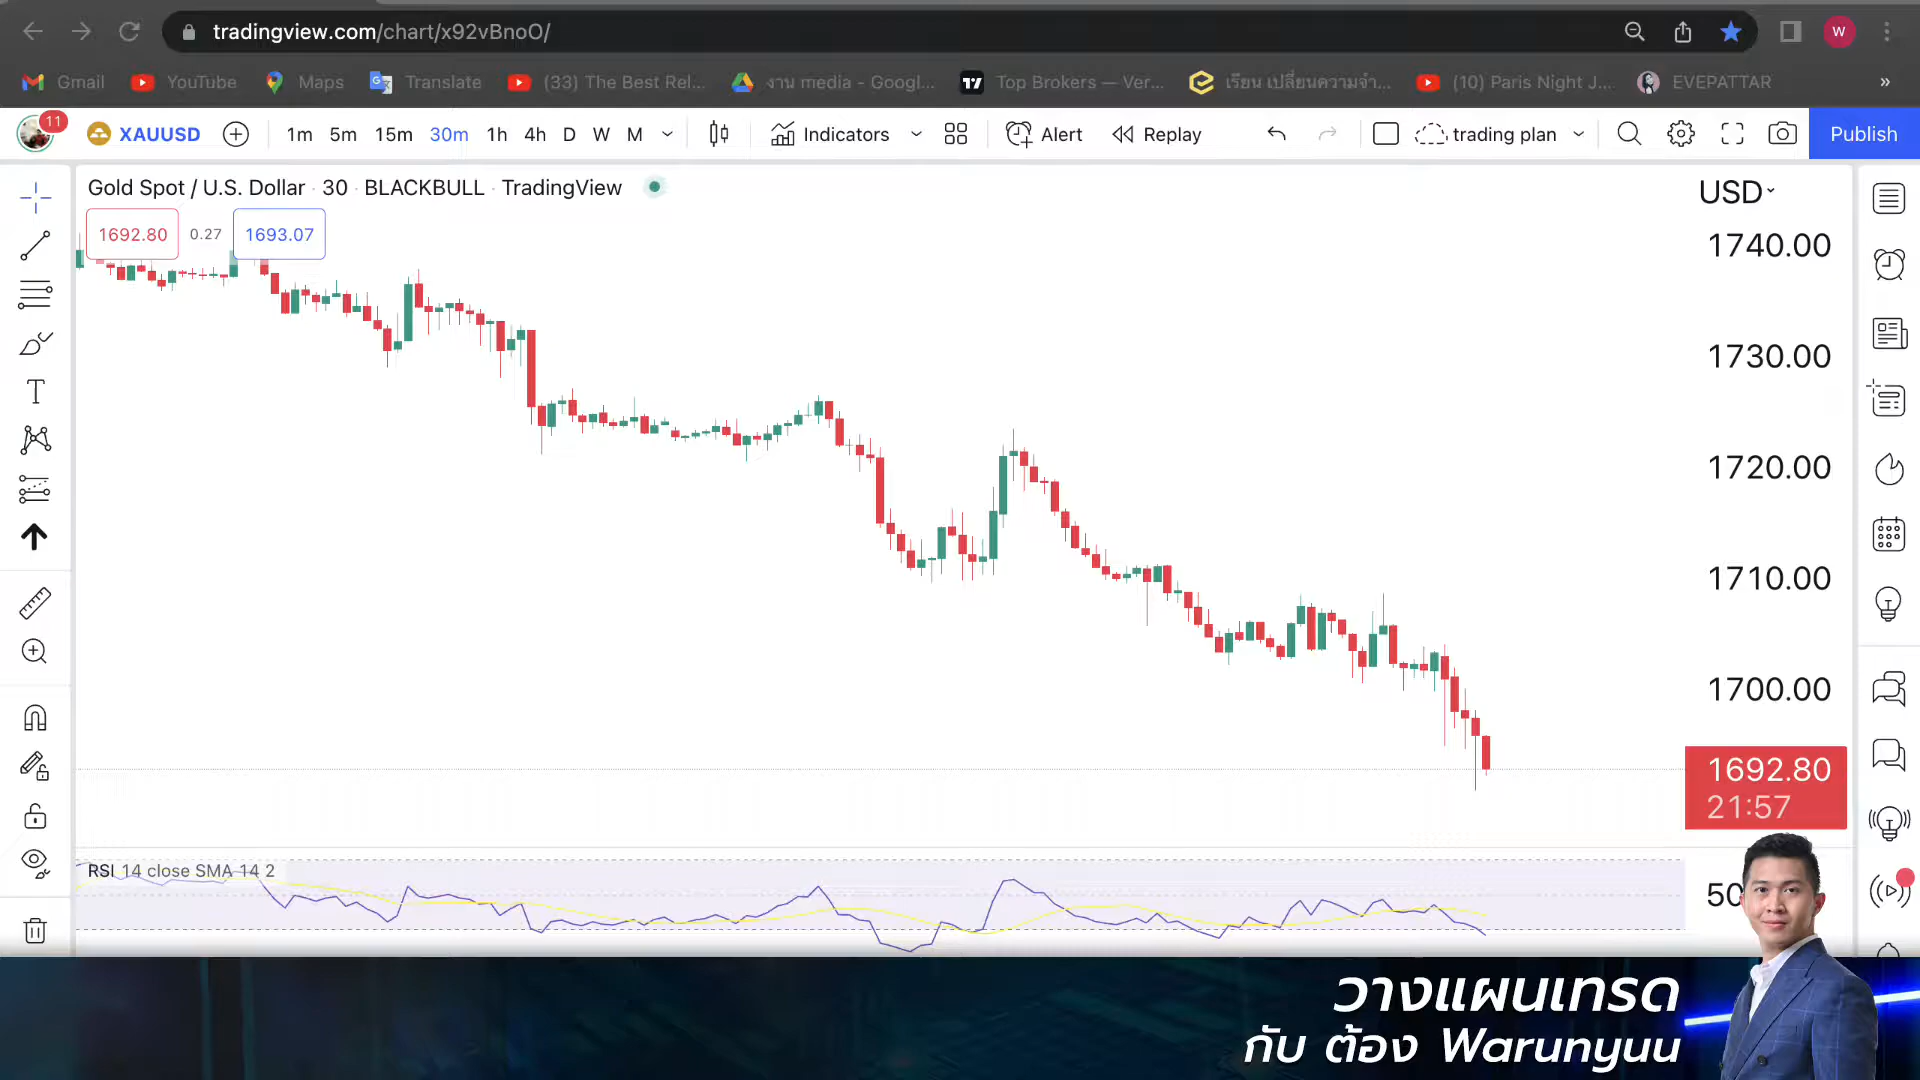 tradingview.com/chart/x92vBnoO/
W
Gmail YouTube Maps Translate (33) The Best Rel... งาน media - Googl... Top Brokers — Ver... เรียน เปลี่ยนความจำ... (10) Paris Night J... EVEPATTAR »
11 XAUUSD 1m 5m 15m 30m 1h 4h D W M Indicators Alert Replay trading plan Publish
Gold Spot / U.S. Dollar · 30 · BLACKBULL · TradingView
USD
1692.80 0.27 1693.07
1740.00
1730.00
1720.00
1710.00
1700.00
1692.80
21:57
RSI 14 close SMA 14 2
50
วางแผนเทรด
กับ ต้อง Warunyuu